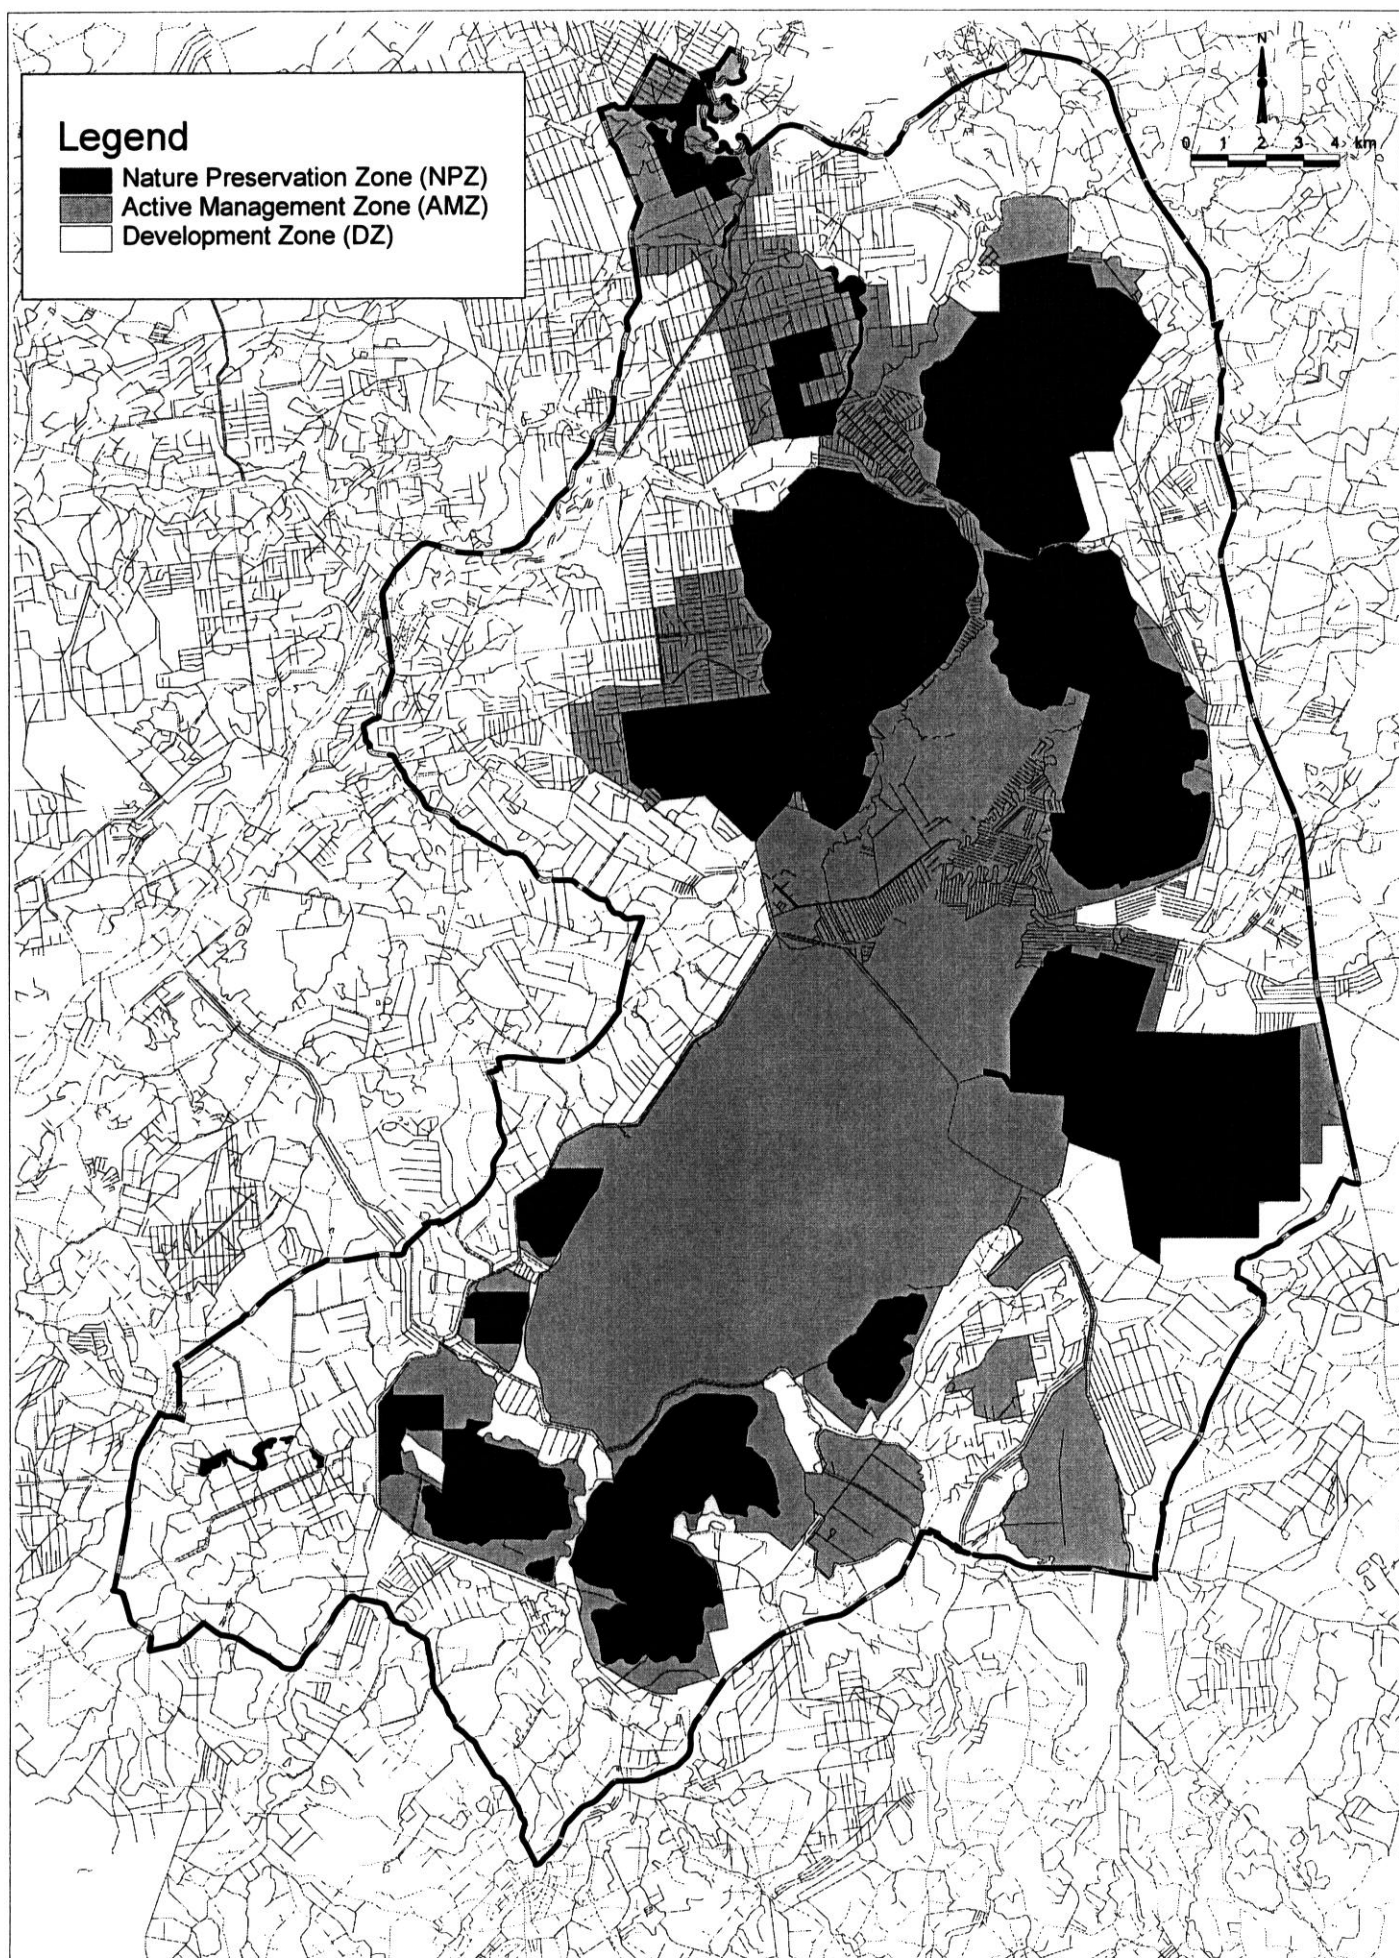 Legend
Nature Preservation Zone (NPZ)
Active Management Zone (AMZ)
Development Zone (DZ)
N
0 1 2 3 4 km